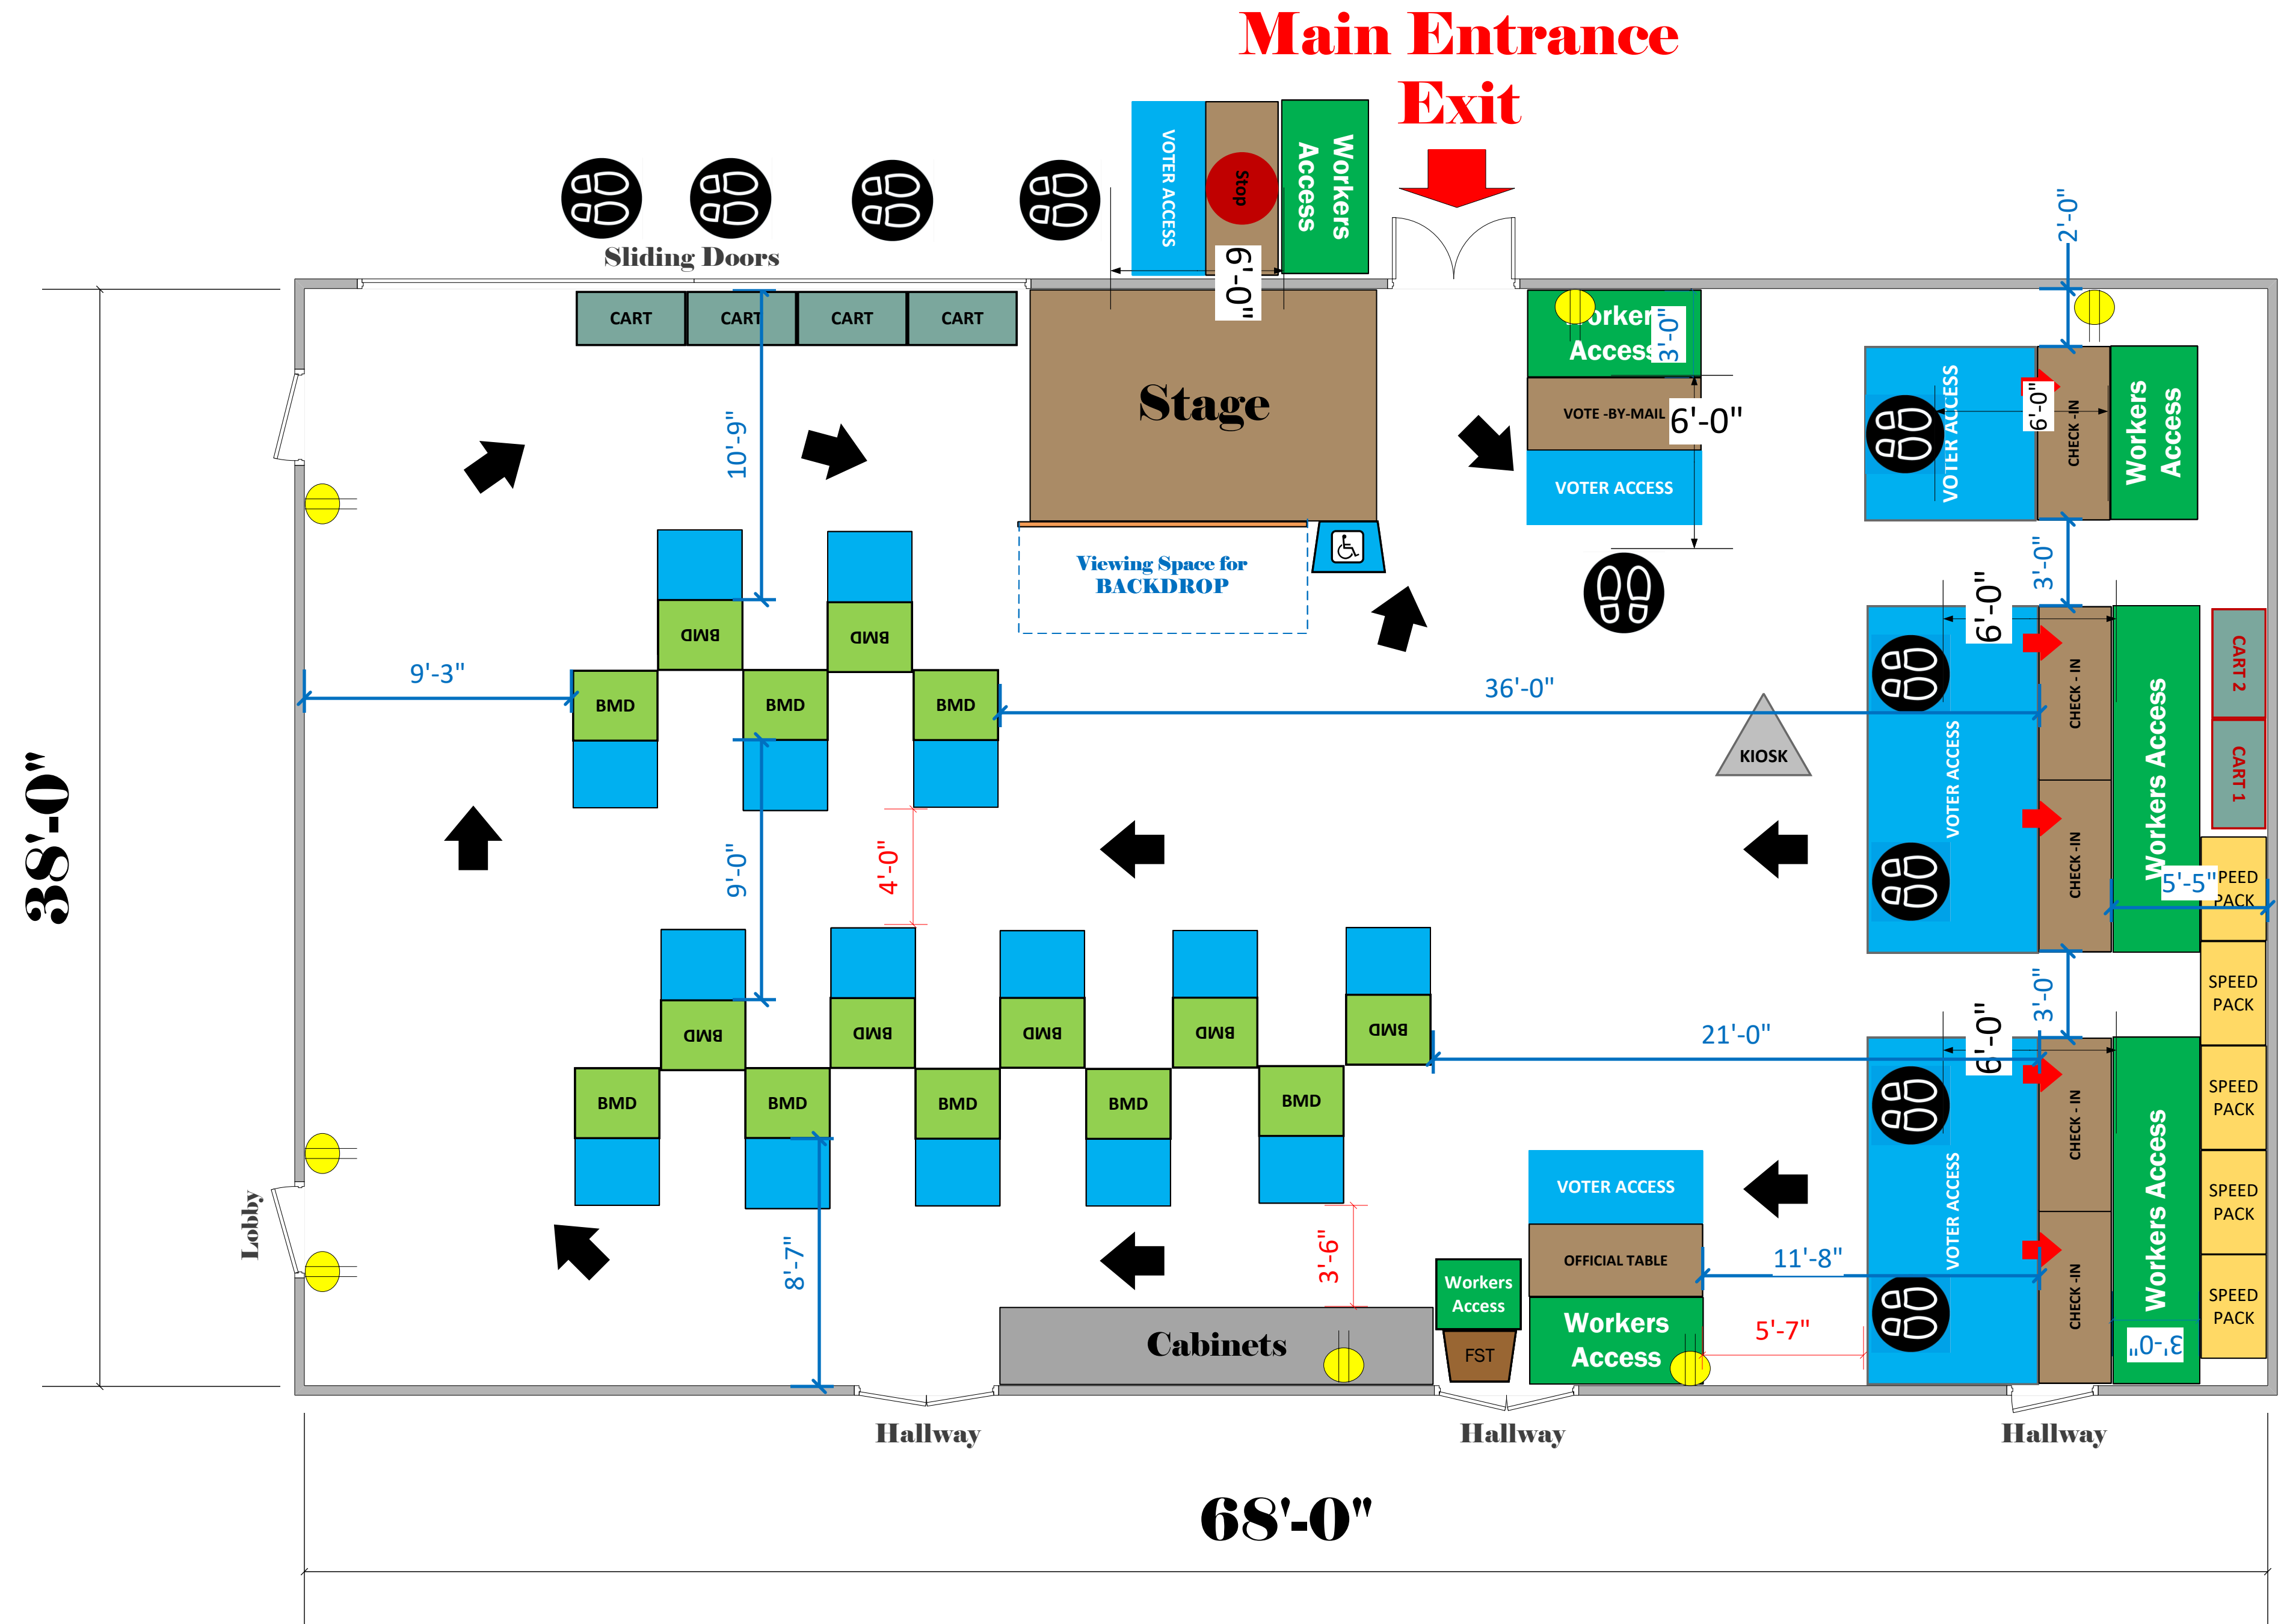 Main Entrance
Exit
VOTER ACCESS
Stop
Workers
Access
6'-0"
2'-0"
Sliding Doors
CART
CART
CART
CART
Stage
orker
Access
3'-0"
VOTE -BY-MAIL
6'-0"
VOTER ACCESS
VOTER ACCESS
6'-0"
CHECK -IN
Workers
Access
10'-9"
Viewing Space for
BACKDROP
3'-0"
BMD
BMD
9'-3"
BMD
BMD
BMD
36'-0"
KIOSK
6'-0"
VOTER ACCESS
CHECK - IN
CHECK -IN
Workers Access
CART 2
CART 1
38'-0"
9'-0"
4'-0"
5'-5"
PEED
PACK
SPEED
PACK
SPEED
PACK
SPEED
PACK
SPEED
PACK
3'-0"
BMD
BMD
BMD
BMD
BMD
21'-0"
6'-0"
BMD
BMD
BMD
BMD
BMD
VOTER ACCESS
CHECK - IN
CHECK -IN
Workers Access
Lobby
8'-7"
3'-6"
VOTER ACCESS
OFFICIAL TABLE
11'-8"
Workers
Access
FST
Workers
Access
5'-7"
3'-0"
Cabinets
Hallway
Hallway
Hallway
68'-0"